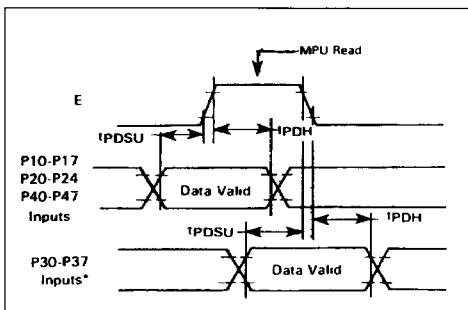 MPU Read
E
tPDSU
tPDH
P10-P17
P20-P24
P40-P47
Inputs
Data Valid
tPDSU
tPDH
P30-P37
Inputs*
Data Valid